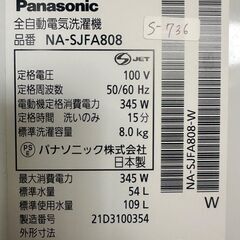 Panasonic
S-736
全自動電気洗濯機
品番 NA-SJFA808
JET
定格電圧 100 V
定格周波数 50/60 Hz
電動機定格消費電力 345 W
定格時間 洗いのみ 15分
標準洗濯容量 8.0 kg
PS E パナソニック株式会社
日本製
最大消費電力 345 W
標準水量 54 L
標準使用水量 109 L
製造番号 21D3100354
外形寸法
NA-SJFA808-W
W